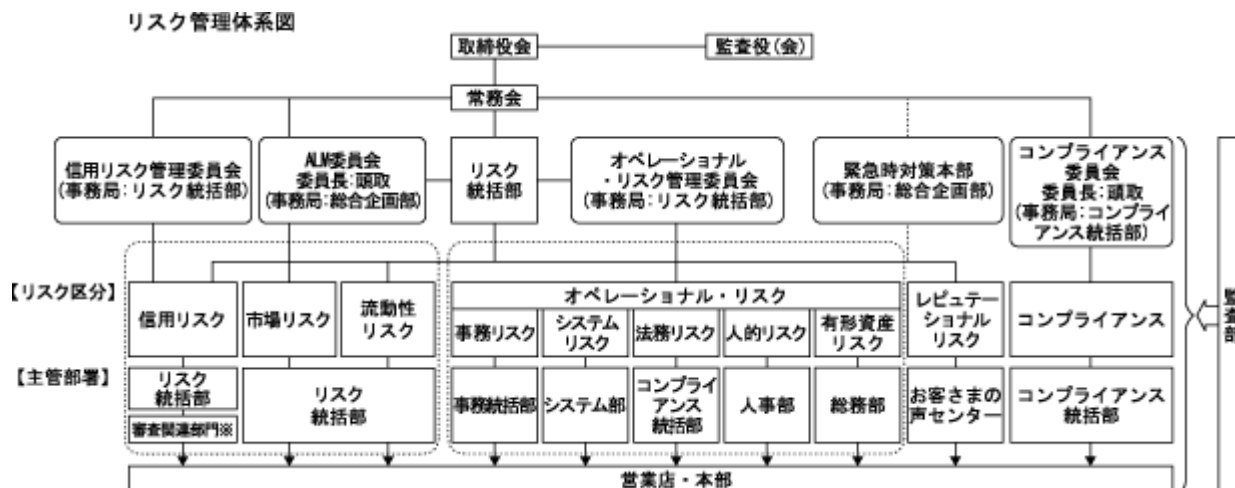 リスク管理体系図
取締役会
監査役(会)
常務会
信用リスク管理委員会
(事務局:リスク統括部)
ALM委員会
委員長:頭取
(事務局:総合企画部)
リスク
統括部
オペレーショナル
・リスク管理委員会
(事務局:リスク統括部)
緊急時対策本部
(事務局:総合企画部)
コンプライアンス
委員会
委員長:頭取
(事務局:コンプライ
アンス統括部)
【リスク区分】
信用リスク
市場リスク
流動性
リスク
オペレーショナル・リスク
事務リスク
システム
リスク
法務リスク
人的リスク
有形資産
リスク
レピュテー
ショナル
リスク
コンプライアンス
監査部
【主管部署】
リスク
統括部
審査関連部門※
リスク
統括部
事務統括部
システム部
コンプライ
アンス
統括部
人事部
総務部
お客さまの
声センター
コンプライアンス
統括部
営業店・本部